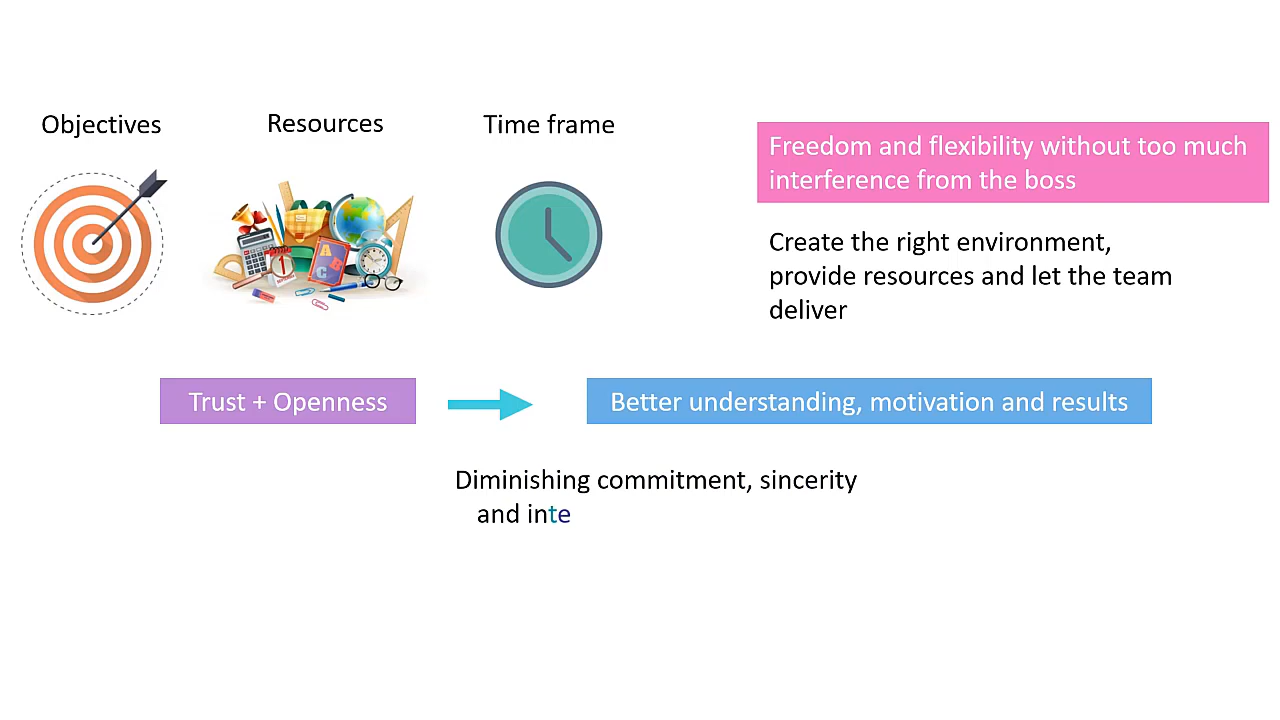 Objectives
Resources
Time frame
Freedom and flexibility without too much
interference from the boss
Create the right environment,
provide resources and let the team
deliver
Trust + Openness
Better understanding, motivation and results
Diminishing commitment, sincerity
and inte